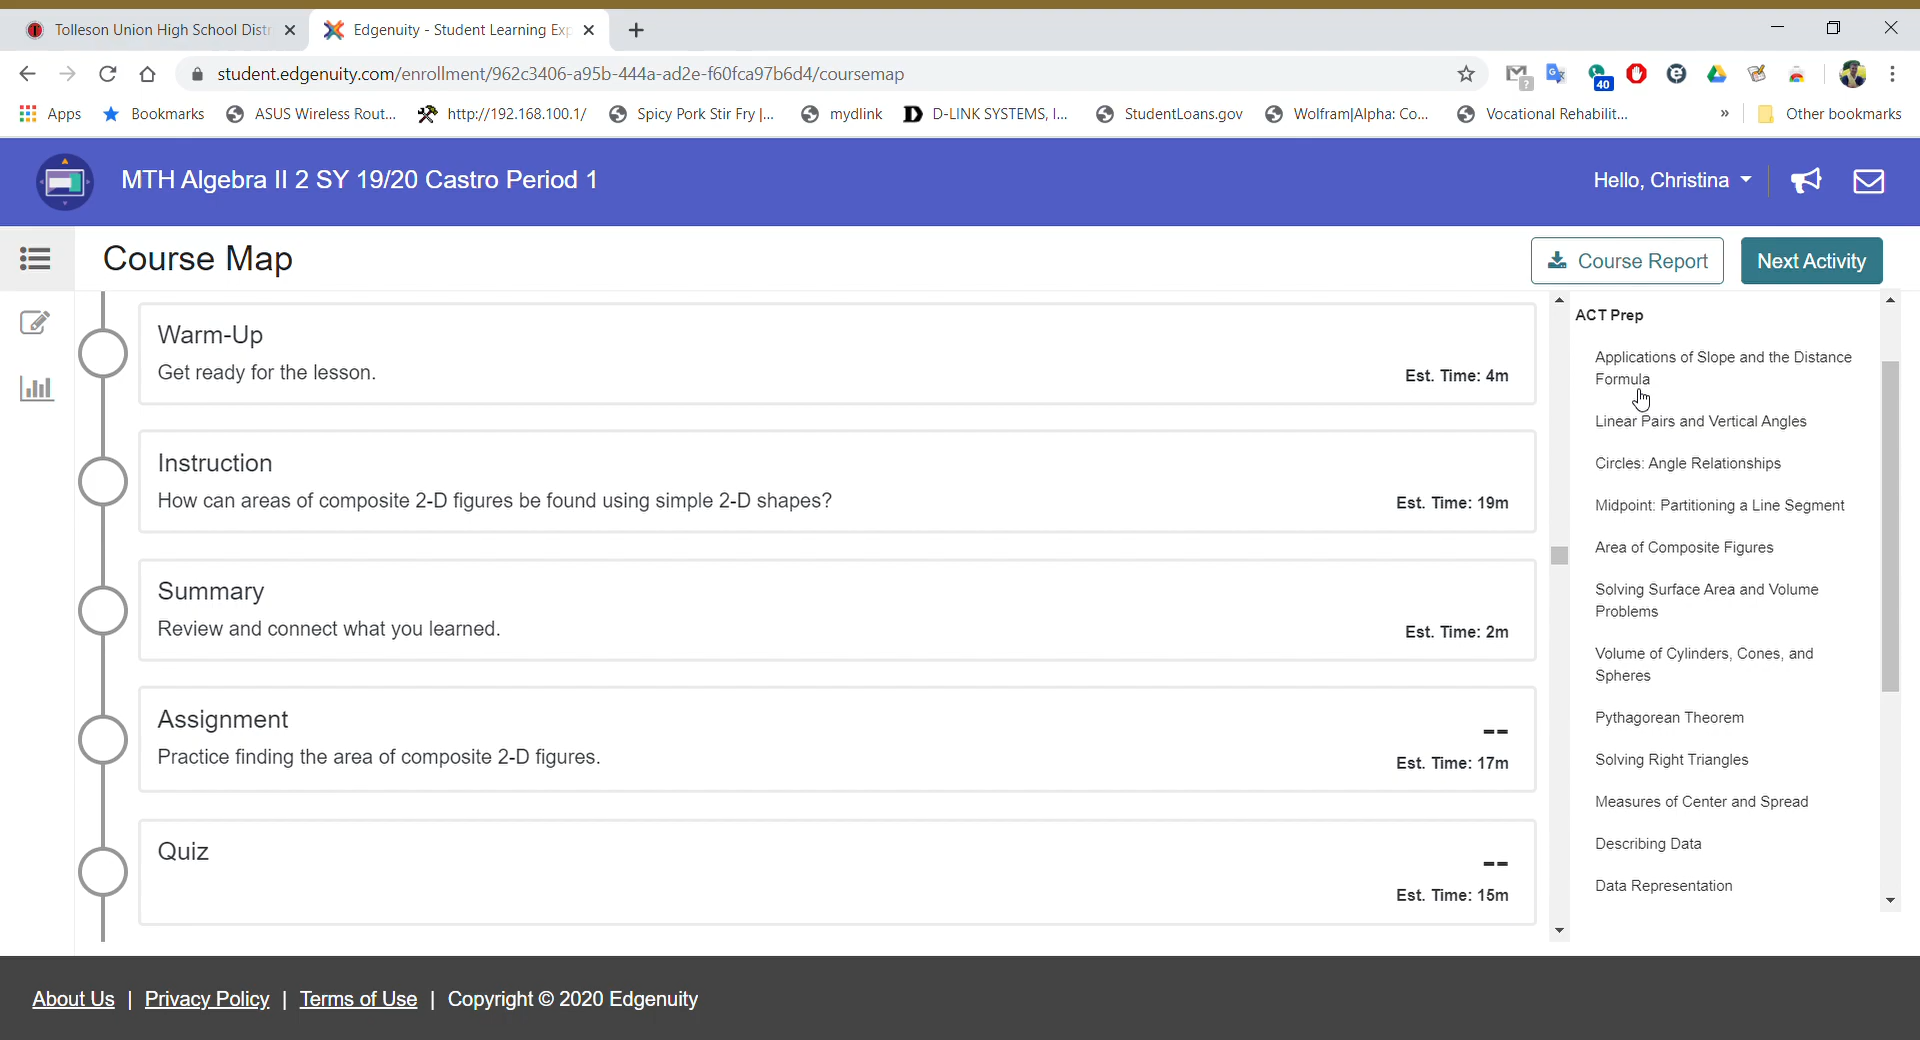 Tolleson Union High School Distr
Edgenuity - Student Learning Exp
student.edgenuity.com/enrollment/962c3406-a95b-444a-ad2e-f60fca97b6d4/coursemap
40
Apps
Bookmarks
ASUS Wireless Rout...
http://192.168.100.1/
Spicy Pork Stir Fry |...
mydlink
D-LINK SYSTEMS, I...
StudentLoans.gov
Wolfram|Alpha: Co...
Vocational Rehabilit...
»
Other bookmarks
MTH Algebra II 2 SY 19/20 Castro Period 1
Hello, Christina
Course Map
Course Report
Next Activity
Warm-Up
Get ready for the lesson.
Est. Time: 4m
Instruction
How can areas of composite 2-D figures be found using simple 2-D shapes?
Est. Time: 19m
Summary
Review and connect what you learned.
Est. Time: 2m
Assignment
--
Practice finding the area of composite 2-D figures.
Est. Time: 17m
Quiz
--
Est. Time: 15m
ACT Prep
Applications of Slope and the Distance
Formula
Linear Pairs and Vertical Angles
Circles: Angle Relationships
Midpoint: Partitioning a Line Segment
Area of Composite Figures
Solving Surface Area and Volume
Problems
Volume of Cylinders, Cones, and
Spheres
Pythagorean Theorem
Solving Right Triangles
Measures of Center and Spread
Describing Data
Data Representation
About Us | Privacy Policy | Terms of Use | Copyright © 2020 Edgenuity